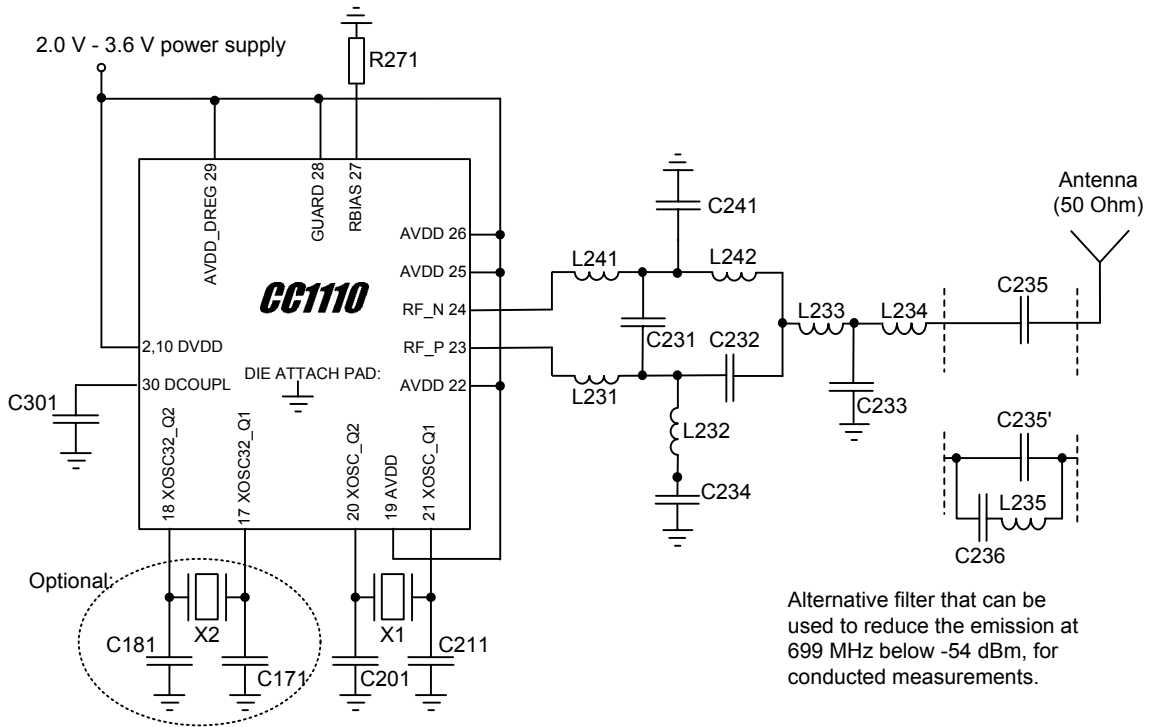 2.0 V - 3.6 V power supply
R271
AVDD_DREG 29
GUARD 28
RBIAS 27
C241
Antenna
(50 Ohm)
AVDD 26
AVDD 25
RF_N 24
RF_P 23
AVDD 22
CC1110
L241
L242
C235
L233
L234
C231
C232
2,10 DVDD
30 DCOUPL
DIE ATTACH PAD:
L231
C233
C301
L232
C235'
18 XOSC32_Q2
17 XOSC32_Q1
20 XOSC_Q2
19 AVDD
21 XOSC_Q1
C234
L235
C236
Optional:
X2
X1
C181
C171
C201
C211
Alternative filter that can be
used to reduce the emission at
699 MHz below -54 dBm, for
conducted measurements.